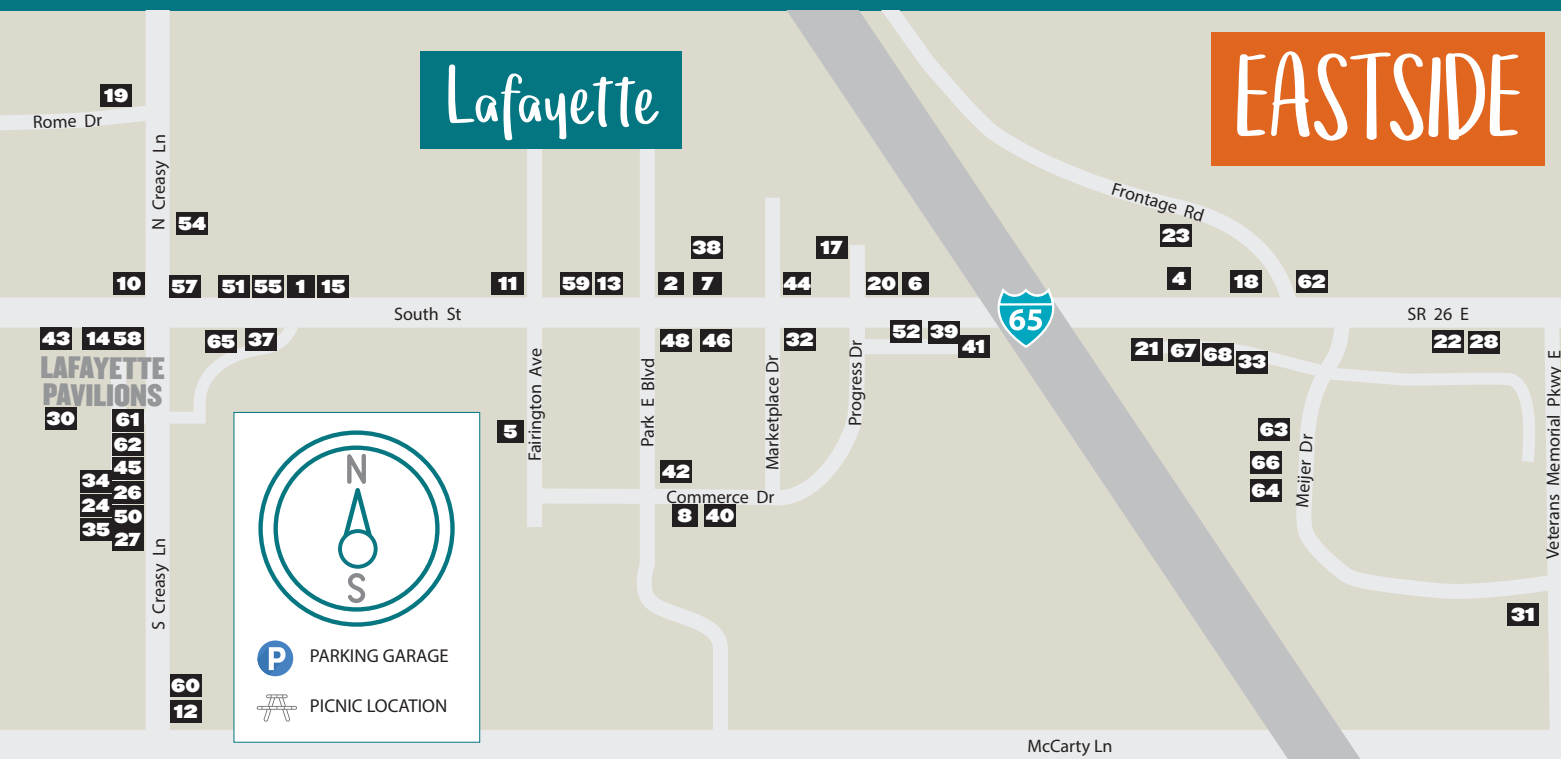 Lafayette
EASTSIDE
19
Rome Dr
N Creasy Ln
54
Frontage Rd
23
38
17
10
57
51
55
1
15
11
59
13
2
7
44
20
6
4
18
62
South St
65
SR 26 E
43
14
58
65
37
48
46
32
52
39
41
21
67
68
33
22
28
LAFAYETTE
PAVILIONS
30
61
62
45
34
26
24
50
35
27
S Creasy Ln
60
12
Fairington Ave
5
Park E Blvd
Marketplace Dr
Progress Dr
42
Commerce Dr
8
40
63
66
64
Meijer Dr
Veterans Memorial Pkwy E
31
N
S
P PARKING GARAGE
PICNIC LOCATION
McCarty Ln